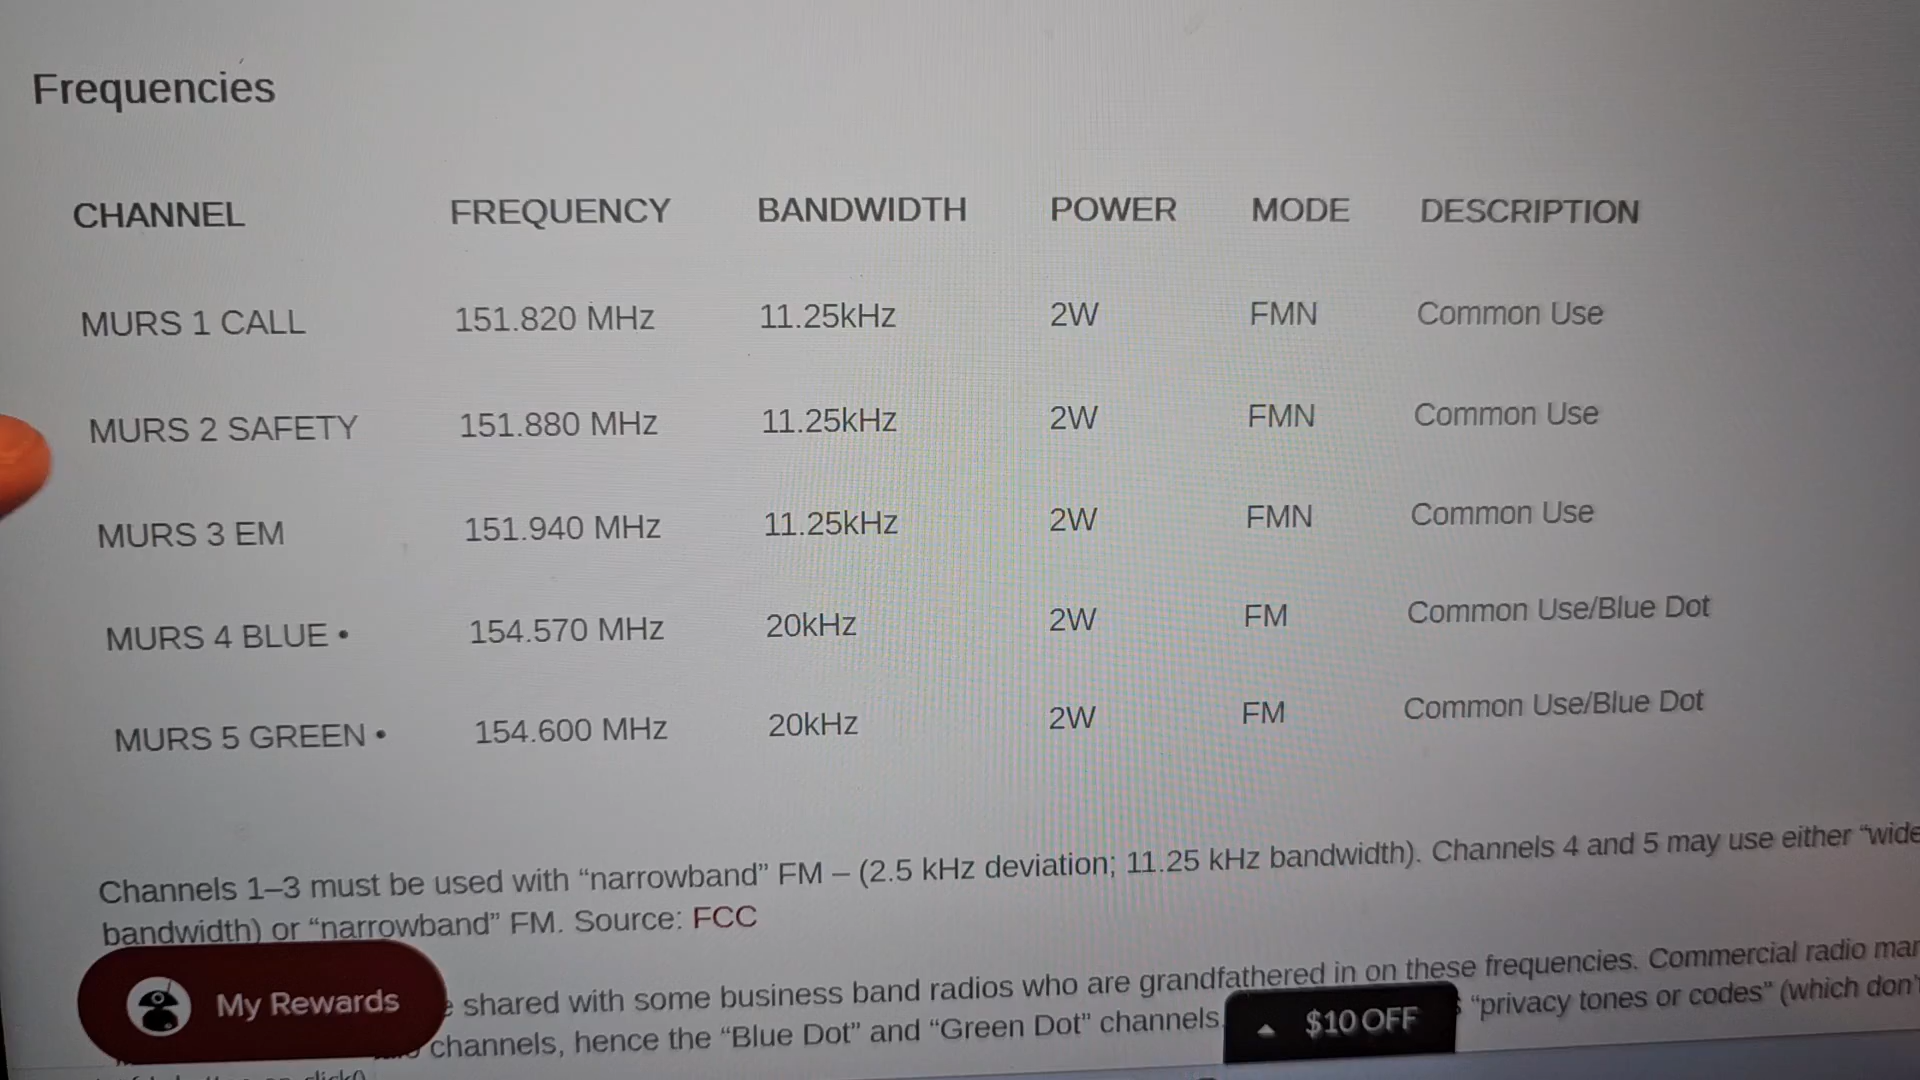 Frequencies
CHANNEL FREQUENCY BANDWIDTH POWER MODE DESCRIPTION
MURS 1 CALL 151.820 MHz 11.25kHz 2W FMN Common Use
MURS 2 SAFETY 151.880 MHz 11.25kHz 2W FMN Common Use
MURS 3 EM 151.940 MHz 11.25kHz 2W FMN Common Use
MURS 4 BLUE • 154.570 MHz 20kHz 2W FM Common Use/Blue Dot
MURS 5 GREEN • 154.600 MHz 20kHz 2W FM Common Use/Blue Dot
Channels 1–3 must be used with “narrowband” FM – (2.5 kHz deviation; 11.25 kHz bandwidth). Channels 4 and 5 may use either “wide
bandwidth) or “narrowband” FM. Source: FCC
shared with some business band radios who are grandfathered in on these frequencies. Commercial radio mar
“privacy tones or codes” (which don't
channels, hence the “Blue Dot” and “Green Dot” channels.
My Rewards
$10 OFF